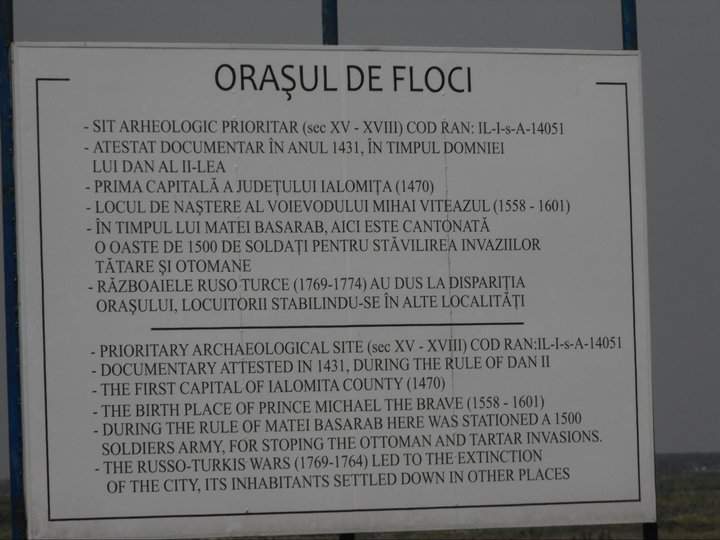 ORAŞUL DE FLOCI
- SIT ARHEOLOGIC PRIORITAR (sec XV - XVIII) COD RAN: IL-I-s-A-14051
- ATESTAT DOCUMENTAR ÎN ANUL 1431, ÎN TIMPUL DOMNIEI
LUI DAN AL II-LEA
- PRIMA CAPITALĂ A JUDEŢULUI IALOMIŢA (1470)
- LOCUL DE NAŞTERE AL VOIEVODULUI MIHAI VITEAZUL (1558 - 1601)
- ÎN TIMPUL LUI MATEI BASARAB, AICI ESTE CANTONATĂ
O OASTE DE 1500 DE SOLDAŢI PENTRU STĂVILIREA INVAZIILOR
TĂTARE ŞI OTOMANE
- RĂZBOAIELE RUSO TURCE (1769-1774) AU DUS LA DISPARIŢIA
ORAŞULUI, LOCUITORII STABILINDU-SE ÎN ALTE LOCALITĂŢI
- PRIORITARY ARCHAEOLOGICAL SITE (sec XV - XVIII) COD RAN:IL-I-s-A-14051
- DOCUMENTARY ATTESTED IN 1431, DURING THE RULE OF DAN II
- THE FIRST CAPITAL OF IALOMITA COUNTY (1470)
- THE BIRTH PLACE OF PRINCE MICHAEL THE BRAVE (1558 - 1601)
- DURING THE RULE OF MATEI BASARAB HERE WAS STATIONED A 1500
SOLDIERS ARMY, FOR STOPING THE OTTOMAN AND TARTAR INVASIONS.
- THE RUSSO-TURKIS WARS (1769-1764) LED TO THE EXTINCTION
OF THE CITY, ITS INHABITANTS SETTLED DOWN IN OTHER PLACES